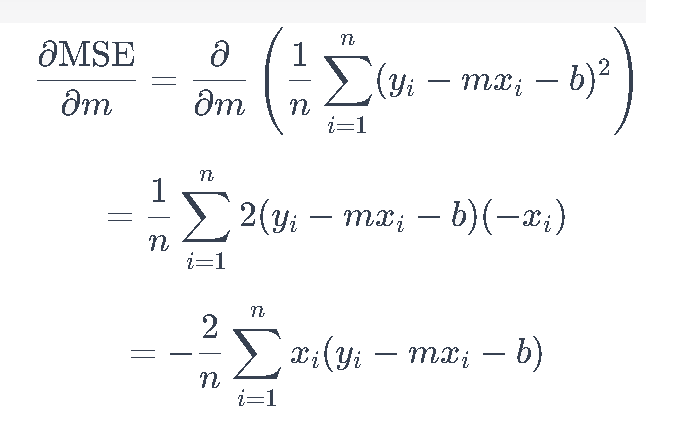 ∂MSE/∂m = ∂/∂m (1/n ∑_{i=1}^{n} (y_i − mx_i − b)^2)
= 1/n ∑_{i=1}^{n} 2(y_i − mx_i − b)(−x_i)
= −2/n ∑_{i=1}^{n} x_i(y_i − mx_i − b)